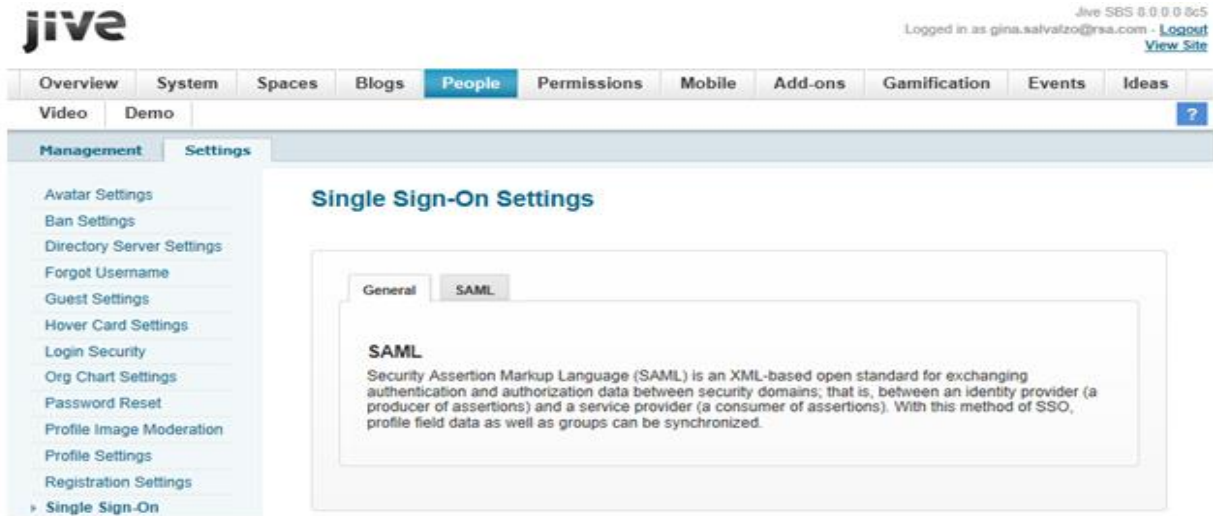 jive
Jive SBS 8.0.0.0 8c5
Logged in as gina.salvalzo@rsa.com - Logout
View Site
Overview System Spaces Blogs People Permissions Mobile Add-ons Gamification Events Ideas
Video Demo ?
Management Settings
Avatar Settings
Ban Settings
Directory Server Settings
Forgot Username
Guest Settings
Hover Card Settings
Login Security
Org Chart Settings
Password Reset
Profile Image Moderation
Profile Settings
Registration Settings
Single Sign-On
Single Sign-On Settings
General SAML
SAML
Security Assertion Markup Language (SAML) is an XML-based open standard for exchanging
authentication and authorization data between security domains; that is, between an identity provider (a
producer of assertions) and a service provider (a consumer of assertions). With this method of SSO,
profile field data as well as groups can be synchronized.